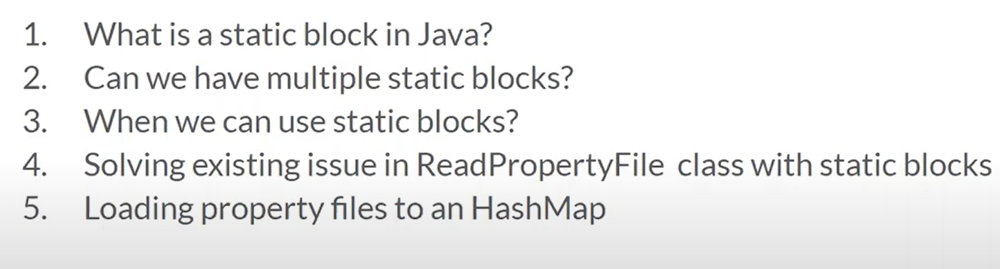 1. What is a static block in Java?
2. Can we have multiple static blocks?
3. When we can use static blocks?
4. Solving existing issue in ReadPropertyFile class with static blocks
5. Loading property files to an HashMap